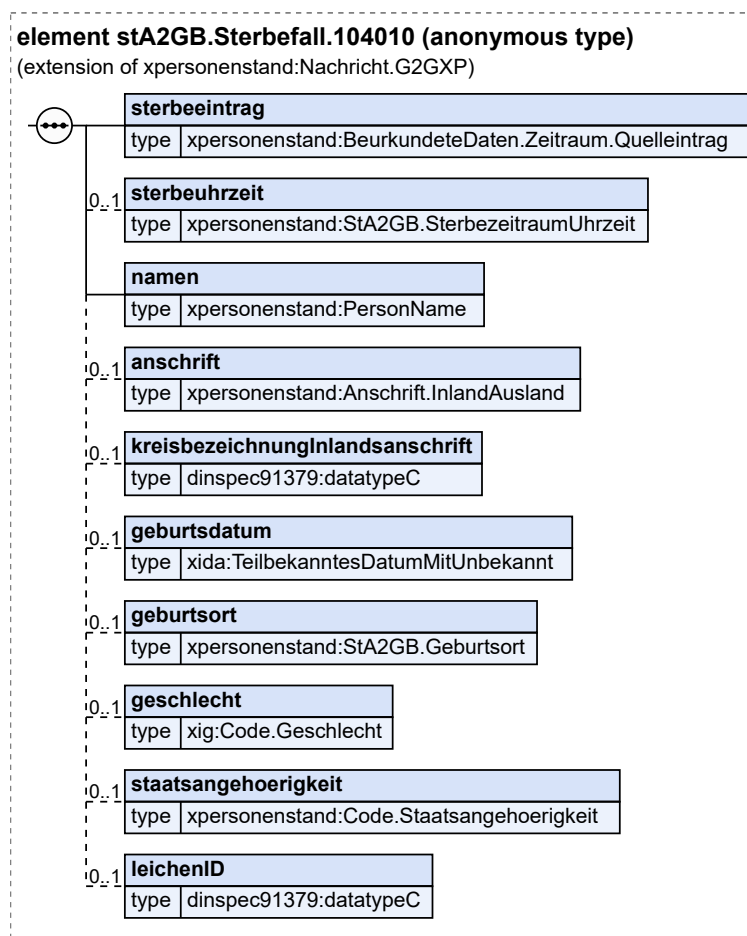 element stA2GB.Sterbefall.104010 (anonymous type)
(extension of xpersonenstand:Nachricht.G2GXP)
sterbeeintrag
type xpersonenstand:BeurkundeteDaten.Zeitraum.Quelleintrag
0..1 sterbeuhrzeit
type xpersonenstand:StA2GB.SterbezeitraumUhrzeit
namen
type xpersonenstand:PersonName
0..1 anschrift
type xpersonenstand:Anschrift.InlandAusland
0..1 kreisbezeichnungInlandsanschrift
type dinspec91379:datatypeC
0..1 geburtsdatum
type xida:TeilbekanntesDatumMitUnbekannt
0..1 geburtsort
type xpersonenstand:StA2GB.Geburtsort
0..1 geschlecht
type xig:Code.Geschlecht
0..1 staatsangehoerigkeit
type xpersonenstand:Code.Staatsangehoerigkeit
0..1 leichenID
type dinspec91379:datatypeC